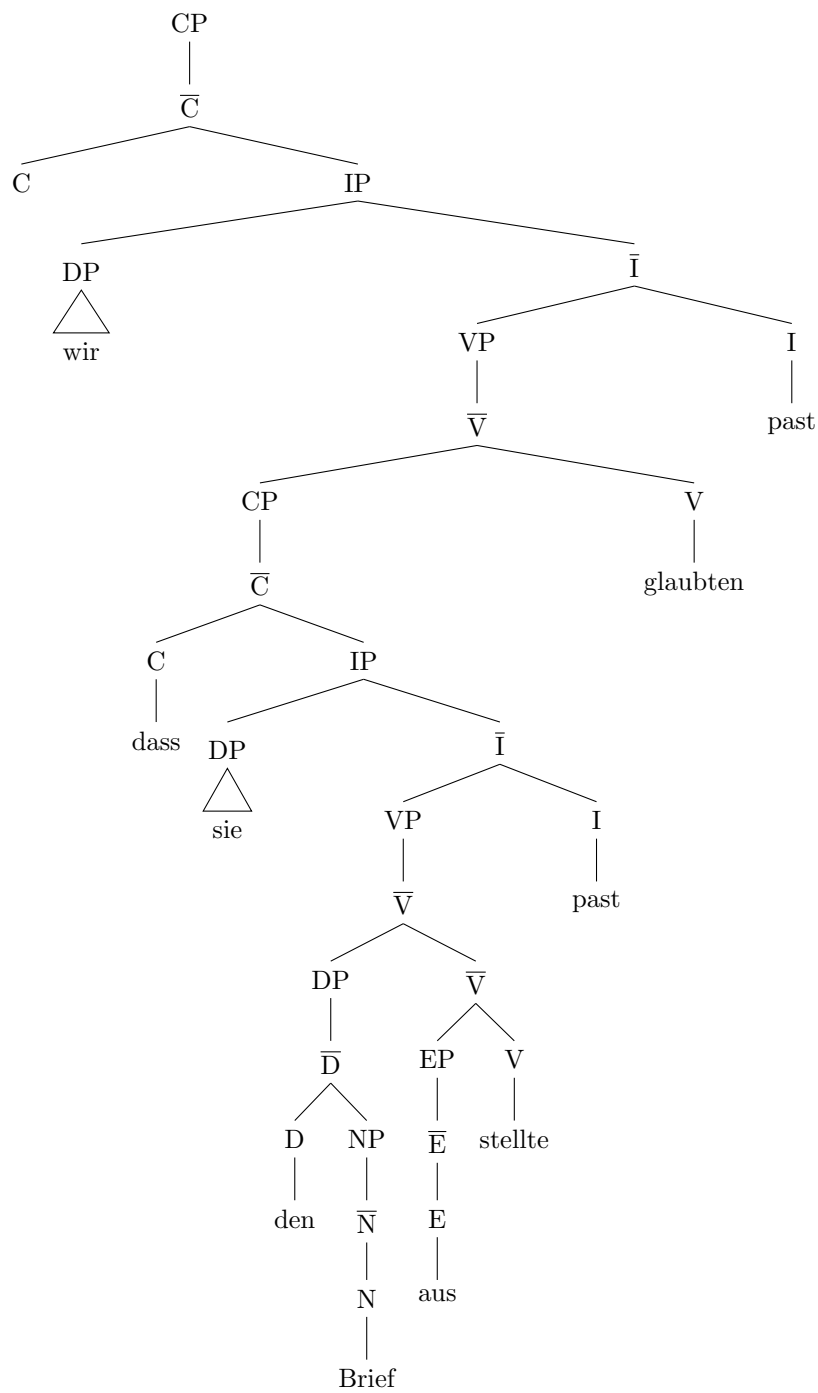 CP
C̅
C IP
DP Ī
wir
VP I
V̅ past
CP V
C̅ glaubten
C IP
dass DP Ī
sie
VP I
V̅ past
DP V̅
D̅ EP V
D NP E̅ stellte
den N̅ E
N aus
Brief